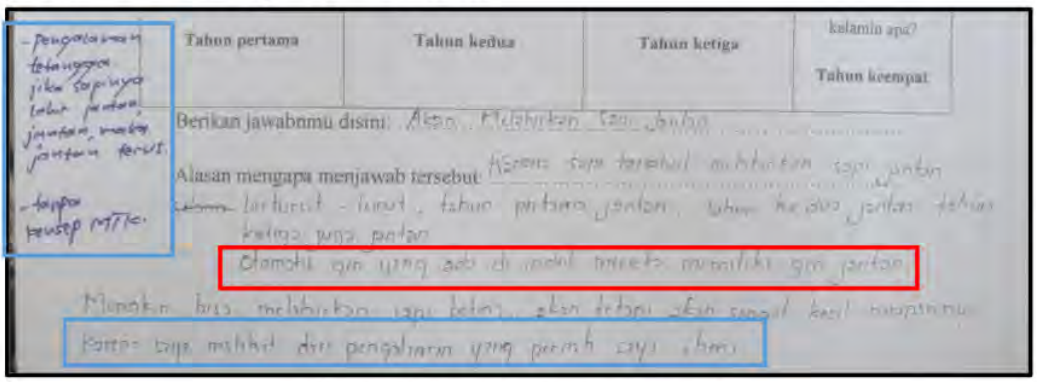 - pengalaman
tetangga
jika sapinya
lahir jantan,
jantan, maka
jantan terus.
- tanpa
konsep MTK.
Tahun pertama
Tahun kedua
Tahun ketiga
kelamin apa?
Tahun keempat
Berikan jawabnmu disini: Akan Melahirkan sapi jantan
Alasan mengapa menjawab tersebut: Karena sapi tersebut melahirkan sapi jantan
berturut - turut, tahun pertama jantan, tahun kedua jantan tahun
ketiga juga jantan
Otomatis gen yang ada di induk mereka memiliki gen jantan
Mungkin bisa melahirkan sapi betina, akan tetapi akan sangat kecil
Karena saya melihat dari pengalaman yang pernah saya